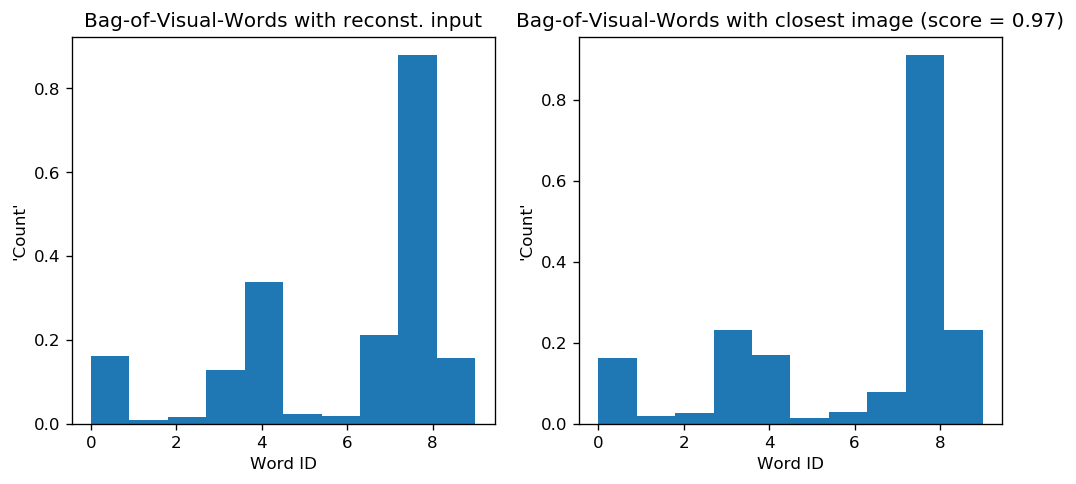 Bag-of-Visual-Words with reconst. input
'Count'
0.8
0.6
0.4
0.2
0.0
0 2 4 6 8
Word ID
Bag-of-Visual-Words with closest image (score = 0.97)
'Count'
0.8
0.6
0.4
0.2
0.0
0 2 4 6 8
Word ID